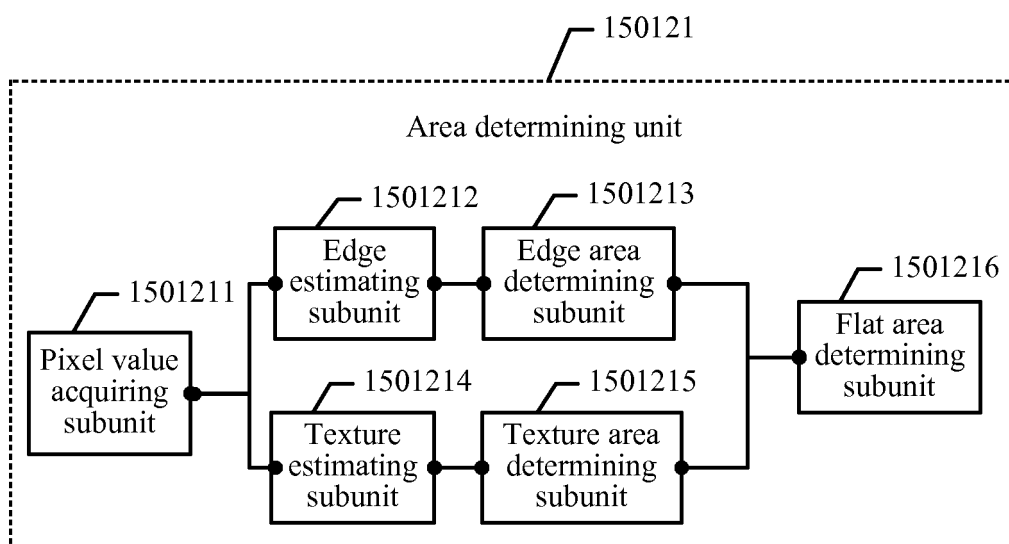 150121
Area determining unit
1501212
Edge
estimating
subunit
1501213
Edge area
determining
subunit
1501211
Pixel value
acquiring
subunit
1501214
Texture
estimating
subunit
1501215
Texture area
determining
subunit
1501216
Flat area
determining
subunit